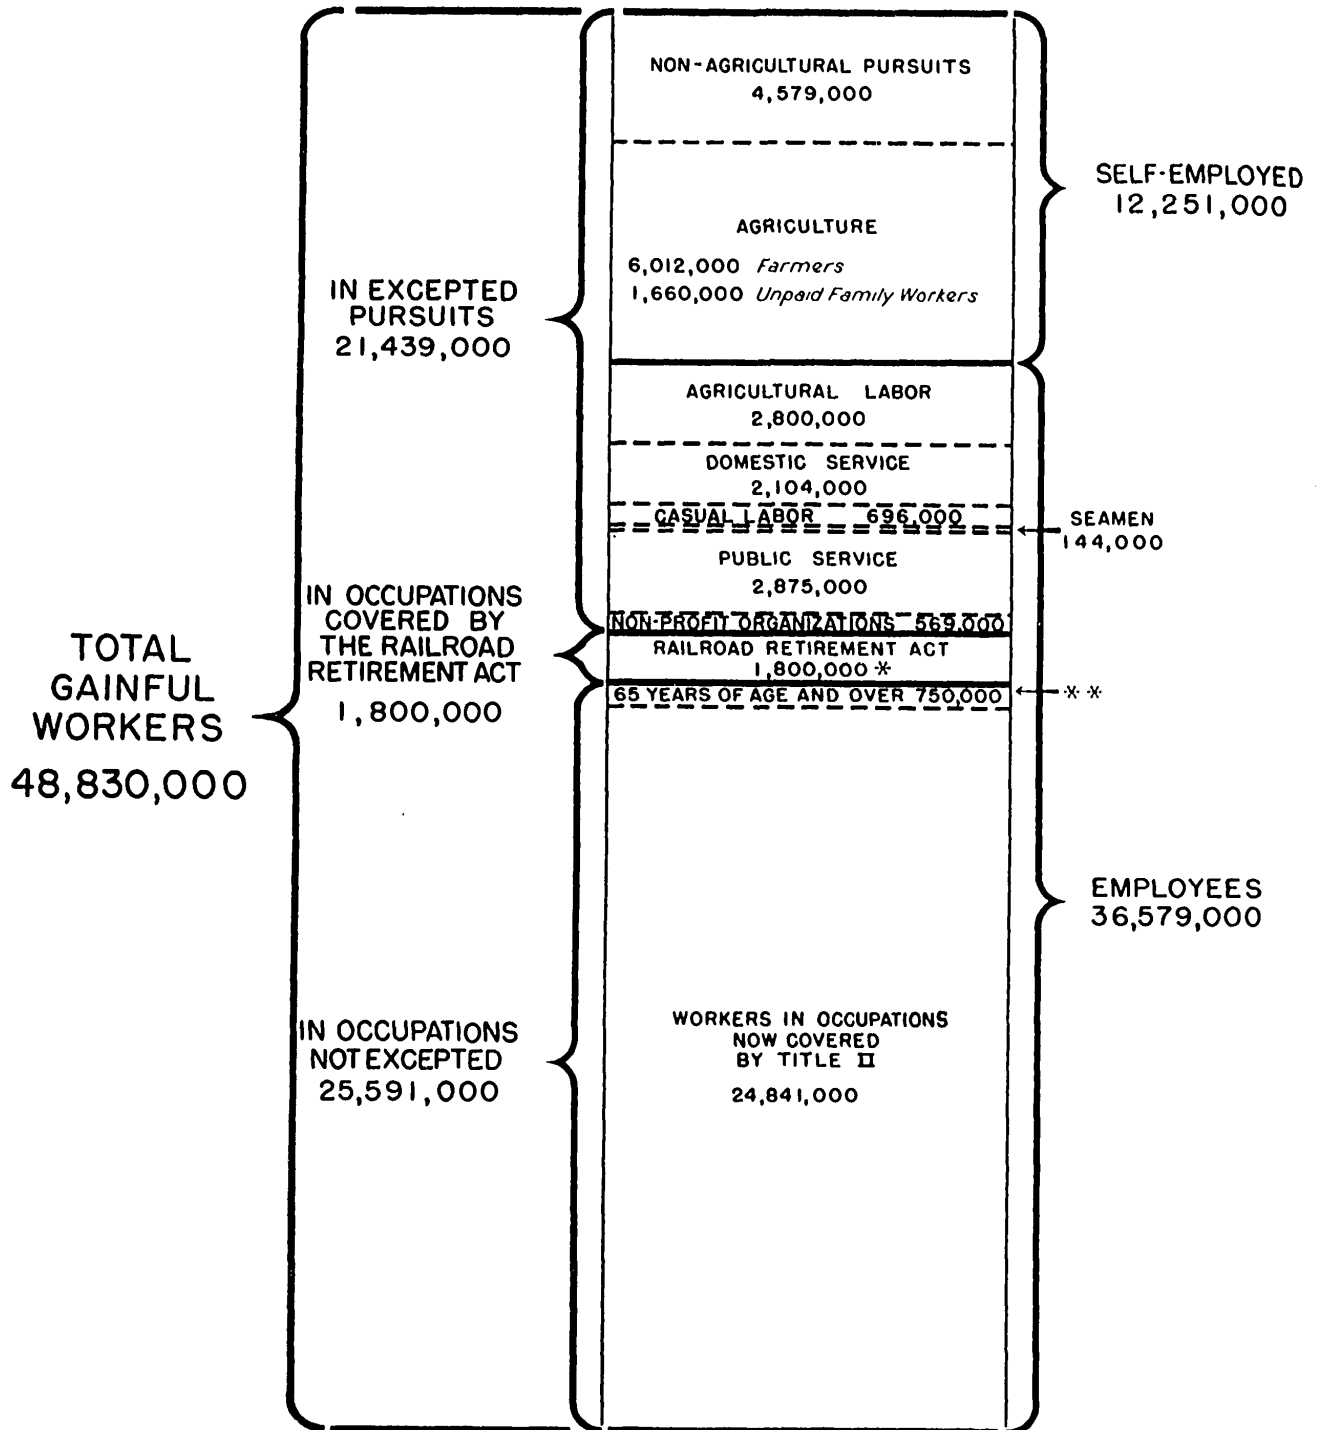 TOTAL
GAINFUL
WORKERS
48,830,000
IN EXCEPTED
PURSUITS
21,439,000
IN OCCUPATIONS
COVERED BY
THE RAILROAD
RETIREMENT ACT
1,800,000
IN OCCUPATIONS
NOT EXCEPTED
25,591,000
NON-AGRICULTURAL PURSUITS
4,579,000
AGRICULTURE
6,012,000 Farmers
1,660,000 Unpaid Family Workers
AGRICULTURAL LABOR
2,800,000
DOMESTIC SERVICE
2,104,000
CASUAL LABOR 696,000
PUBLIC SERVICE
2,875,000
NON-PROFIT ORGANIZATIONS 569,000
RAILROAD RETIREMENT ACT
1,800,000 *
65 YEARS OF AGE AND OVER 750,000
WORKERS IN OCCUPATIONS
NOW COVERED
BY TITLE II
24,841,000
SELF-EMPLOYED
12,251,000
SEAMEN
144,000
* *
EMPLOYEES
36,579,000